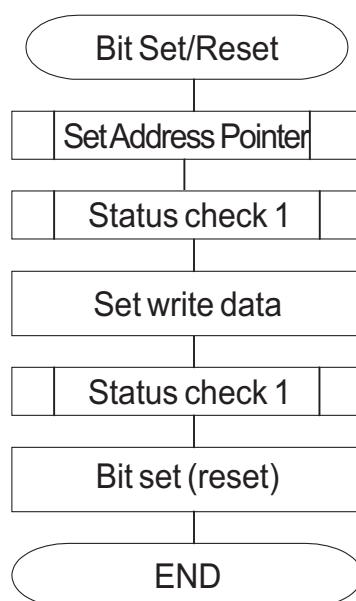 Bit Set/Reset
Set Address Pointer
Status check 1
Set write data
Status check 1
Bit set (reset)
END